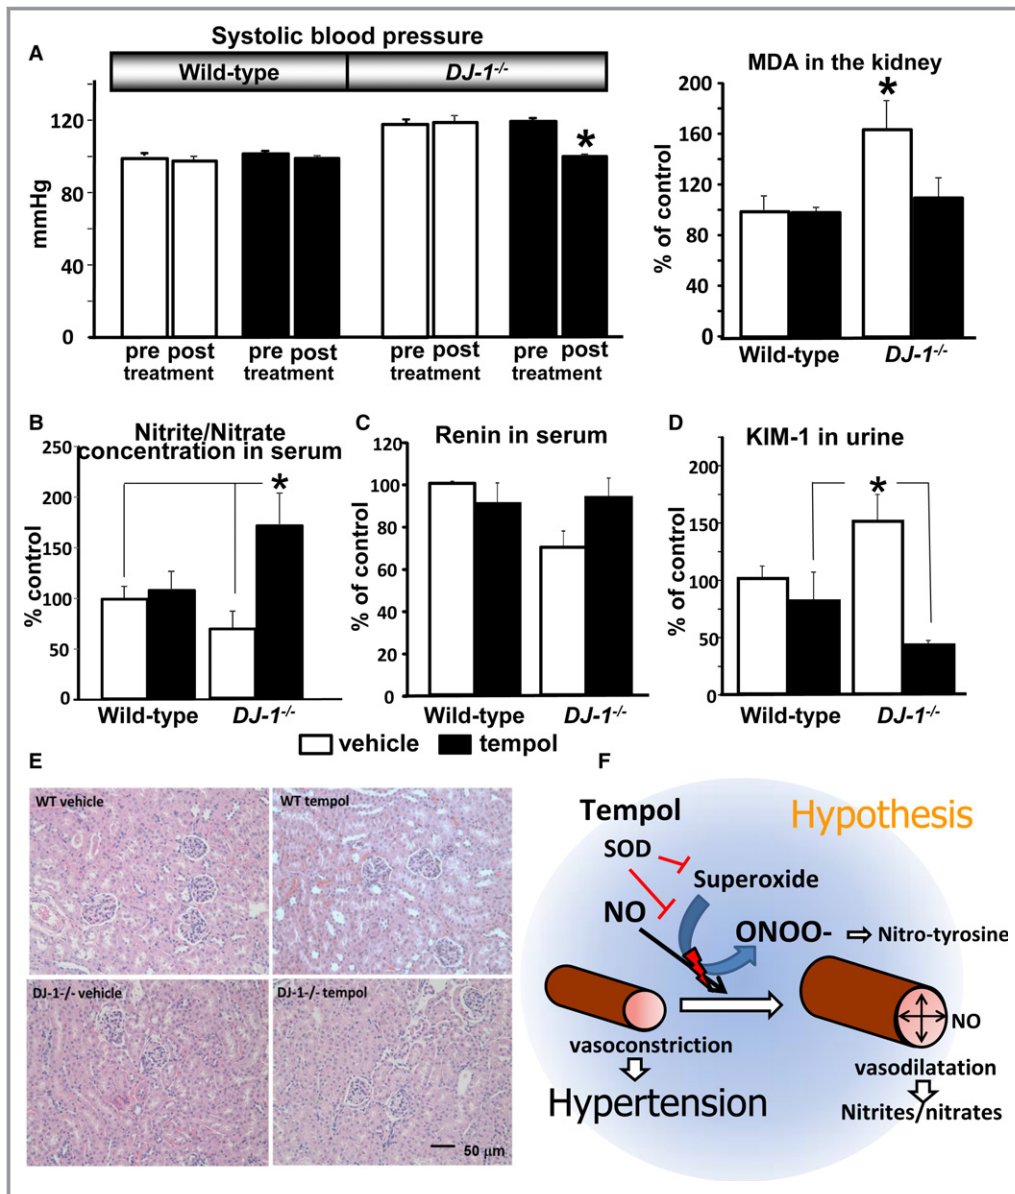 A
Systolic blood pressure
Wild-type
DJ-1-/-
mmHg
120
80
40
0
pre post
treatment
pre post
treatment
pre post
treatment
pre post
treatment
*
MDA in the kidney
% of control
200
160
120
80
40
0
*
Wild-type
DJ-1-/-
B
Nitrite/Nitrate
concentration in serum
% control
250
200
150
100
50
0
*
Wild-type
DJ-1-/-
C
Renin in serum
% of control
120
100
80
60
40
20
0
Wild-type
DJ-1-/-
D
KIM-1 in urine
% of control
200
150
100
50
0
*
Wild-type
DJ-1-/-
vehicle
tempol
E
WT vehicle
WT tempol
DJ-1-/- vehicle
DJ-1-/- tempol
50 µm
F
Hypothesis
Tempol
SOD
Superoxide
NO
ONOO-
Nitro-tyrosine
vasoconstriction
Hypertension
NO
vasodilatation
Nitrites/nitrates